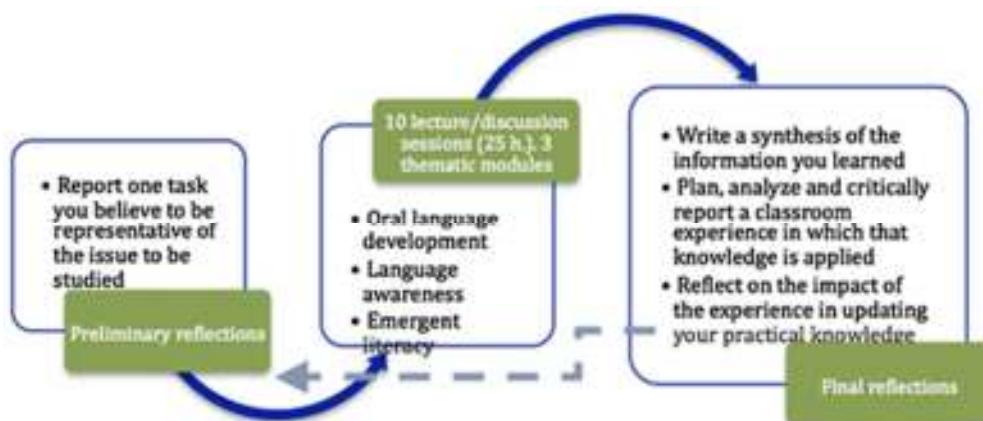 • Report one task
you believe to be
representative of
the issue to be
studied
Preliminary reflections
10 lecture/discussion
sessions (25 h.). 3
thematic modules
• Oral language
development
• Language
awareness
• Emergent
literacy
• Write a synthesis of the
information you learned
• Plan, analyze and critically
report a classroom
experience in which that
knowledge is applied
• Reflect on the impact of
the experience in updating
your practical knowledge
Final reflections